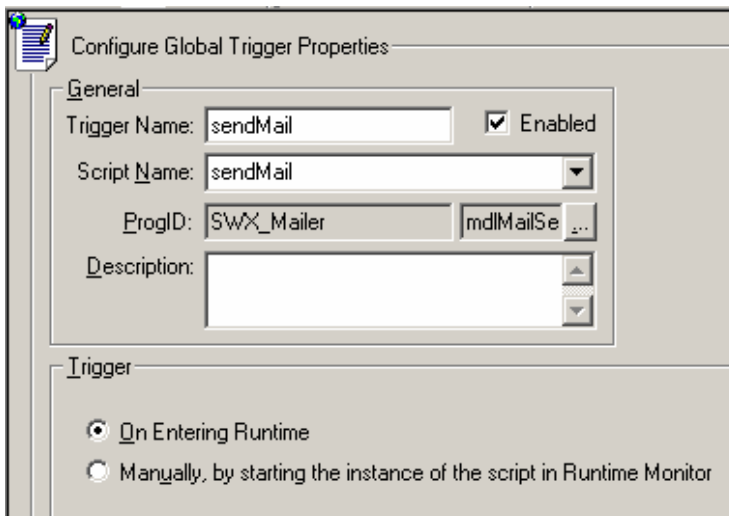 Configure Global Trigger Properties
General
Trigger Name: sendMail Enabled
Script Name: sendMail
ProgID: SWX_Mailer mdlMailSe ...
Description:
Trigger
On Entering Runtime
Manually, by starting the instance of the script in Runtime Monitor